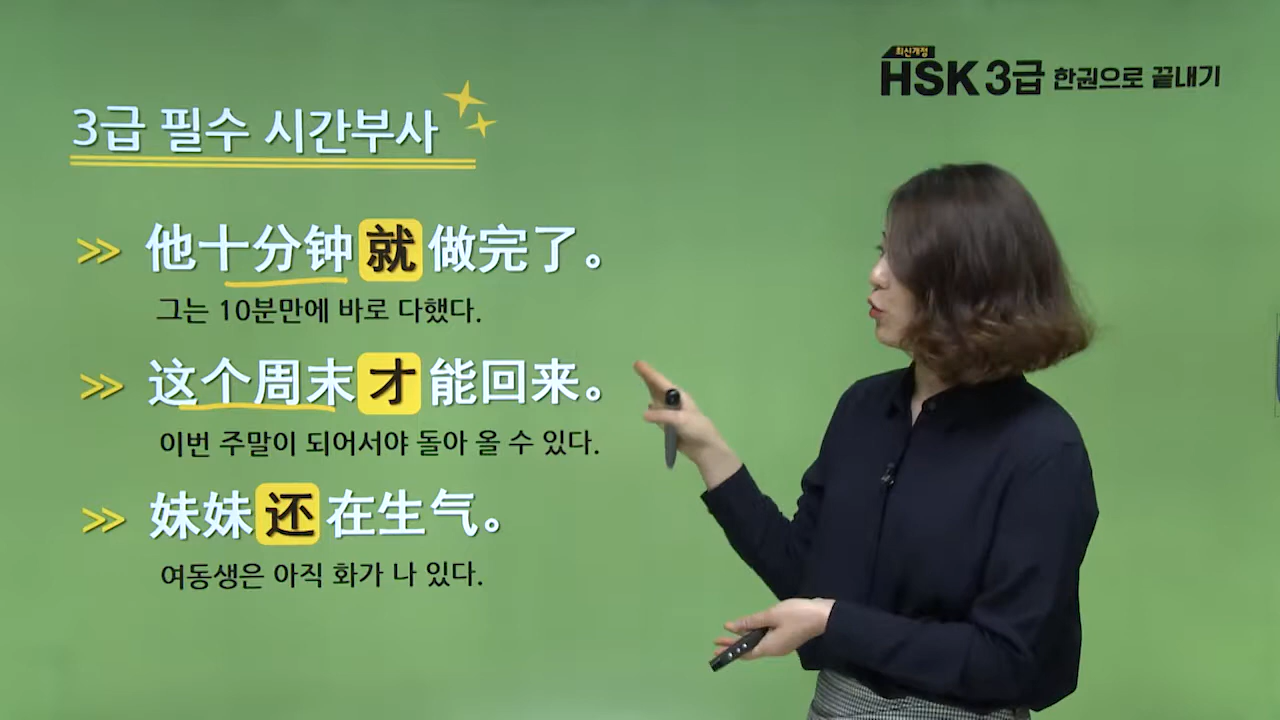 최신개정
HSK 3급 한권으로 끝내기
3급 필수 시간부사
>> 他十分钟就做完了。
그는 10분만에 바로 다했다.
>> 这个周末才能回来。
이번 주말이 되어서야 돌아 올 수 있다.
>> 妹妹还在生气。
여동생은 아직 화가 나 있다.